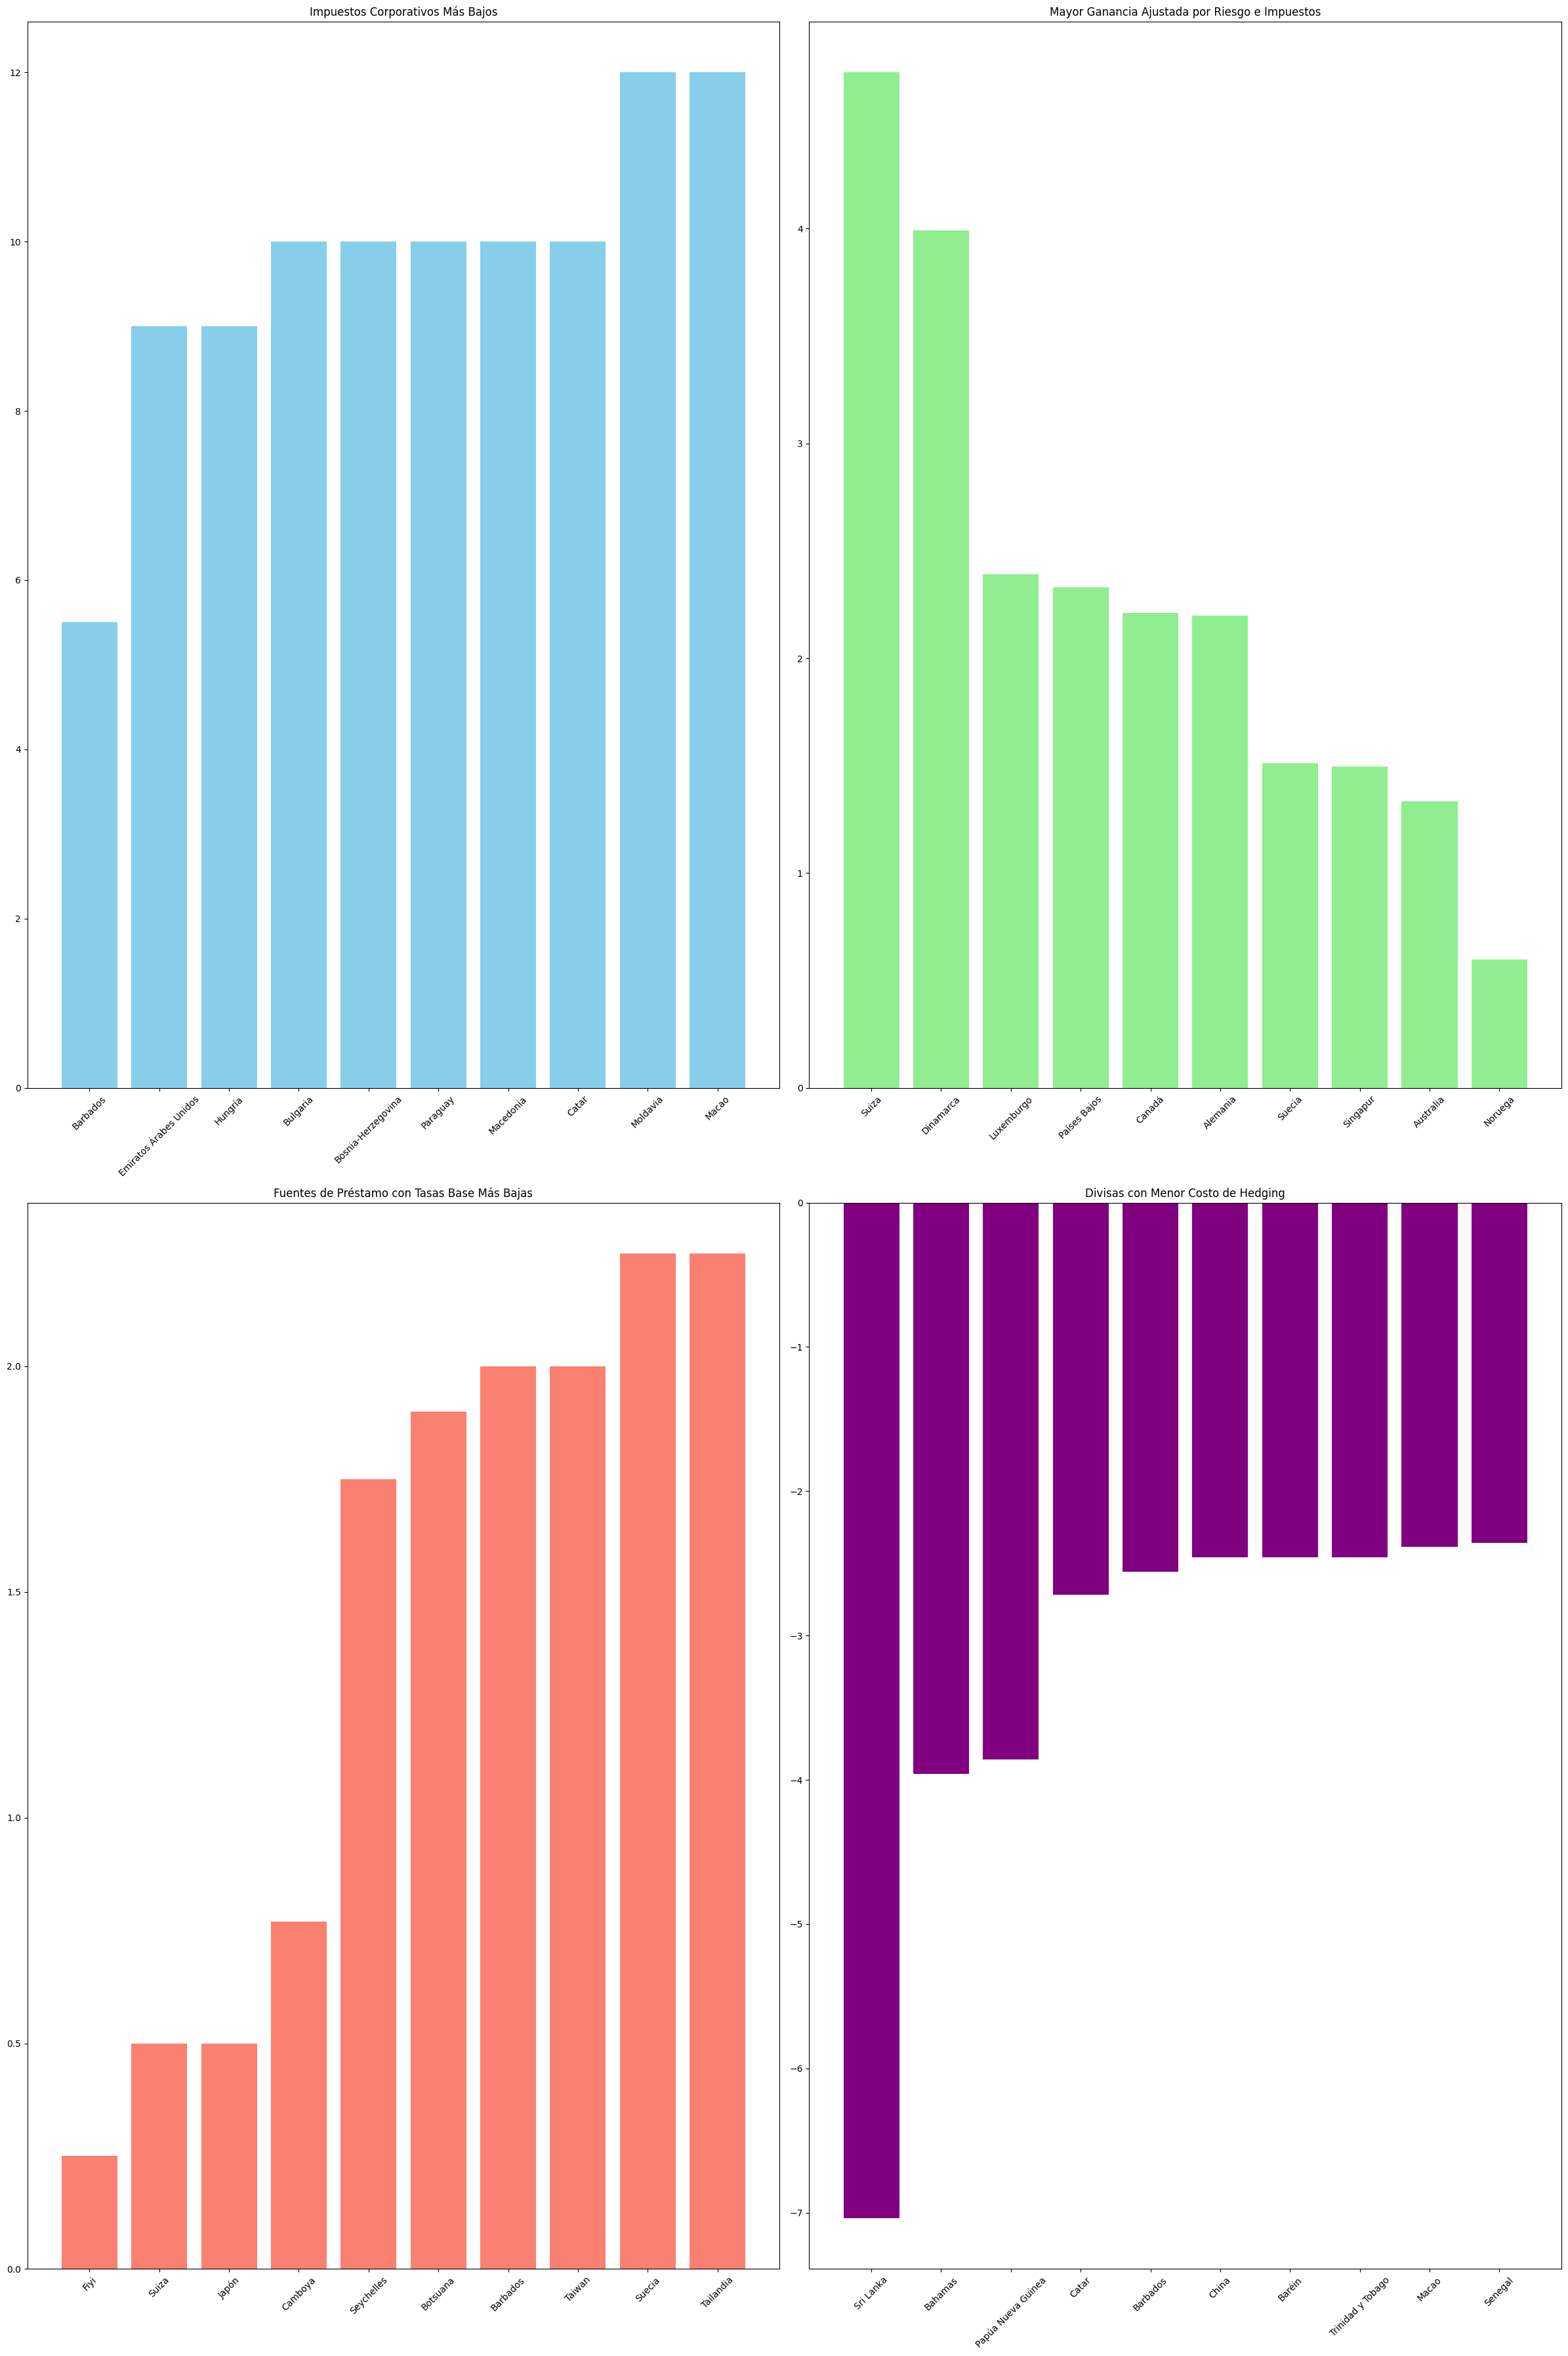 Impuestos Corporativos Más Bajos
12
10
8
6
4
2
0
Barbados
Emiratos Árabes Unidos
Hungría
Bulgaria
Bosnia-Herzegovina
Paraguay
Macedonia
Catar
Moldavia
Macao
Mayor Ganancia Ajustada por Riesgo e Impuestos
4
3
2
1
0
Suiza
Dinamarca
Luxemburgo
Países Bajos
Canadá
Alemania
Suecia
Singapur
Australia
Noruega
Fuentes de Préstamo con Tasas Base Más Bajas
2.0
1.5
1.0
0.5
0.0
Fiyi
Suiza
Japón
Camboya
Seychelles
Botsuana
Barbados
Taiwan
Suecia
Tailandia
Divisas con Menor Costo de Hedging
0
−1
−2
−3
−4
−5
−6
−7
Sri Lanka
Bahamas
Papúa Nueva Guinea
Catar
Barbados
China
Baréin
Trinidad y Tobago
Macao
Senegal